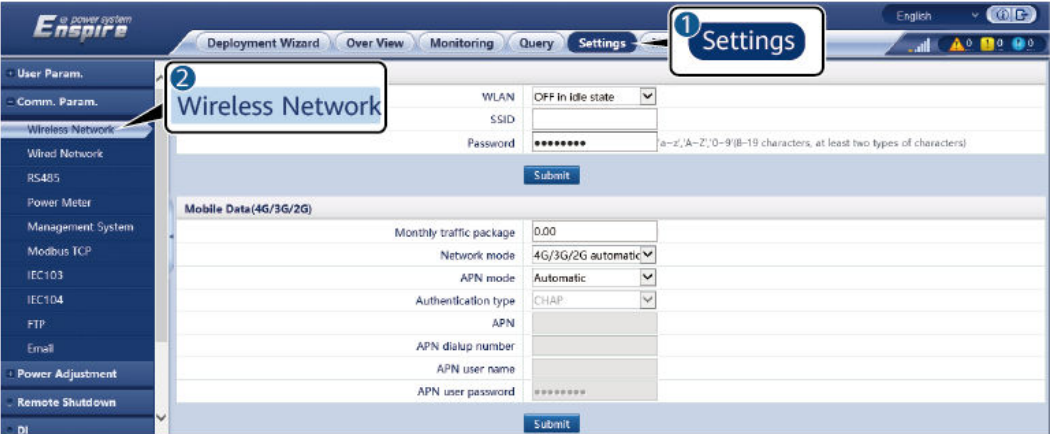 e power system
Enspire
English
Deployment Wizard Over View Monitoring Query Settings
1 Settings
0 0 0
User Param.
Comm. Param.
Wireless Network
Wired Network
RS485
Power Meter
Management System
Modbus TCP
IEC103
IEC104
FTP
Email
Power Adjustment
Remote Shutdown
DI
2
Wireless Network
WLAN OFF in idle state
SSID
Password •••••••• 'a-z','A-Z','0-9'(8-19 characters, at least two types of characters)
Submit
Mobile Data(4G/3G/2G)
Monthly traffic package 0.00
Network mode 4G/3G/2G automatic
APN mode Automatic
Authentication type CHAP
APN
APN dialup number
APN user name
APN user password ••••••••
Submit